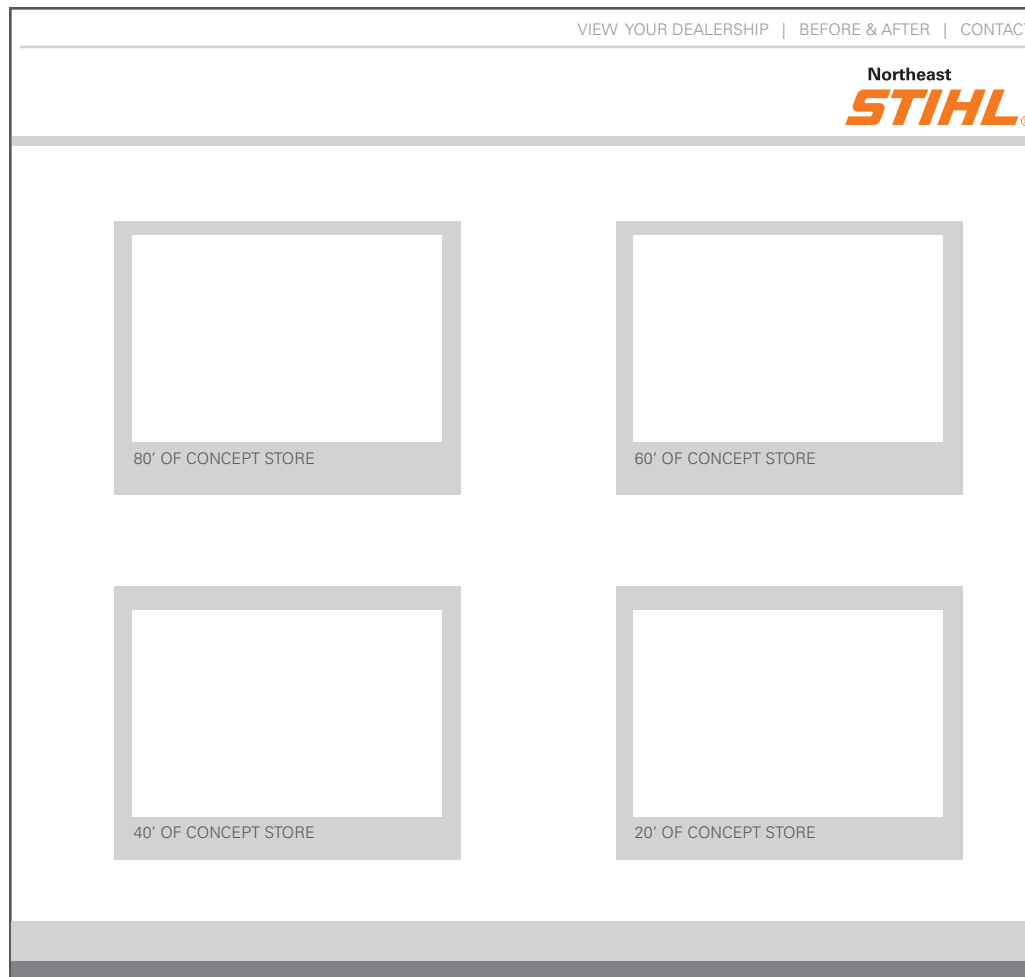 VIEW YOUR DEALERSHIP | BEFORE & AFTER | CONTACT
Northeast
STIHL®
80’ OF CONCEPT STORE
60’ OF CONCEPT STORE
40’ OF CONCEPT STORE
20’ OF CONCEPT STORE